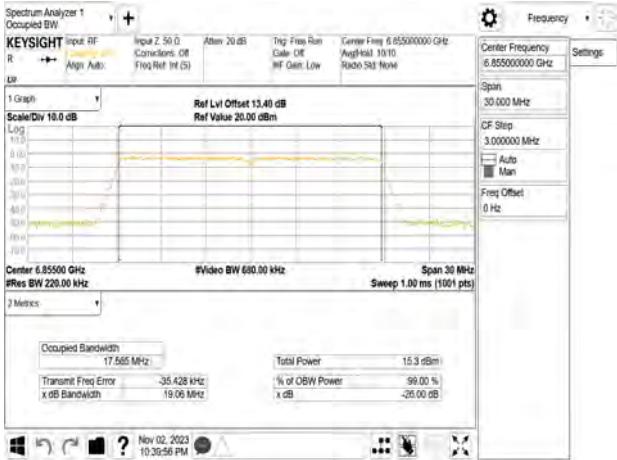 Spectrum Analyzer 1
Occupied BW
+
Frequency
KEYSIGHT
R
Input: RF
Align: Auto
Input Z: 50 Ω
Corrections: Off
Freq Ref: Int (S)
Atten: 20 dB
Trig: Free Run
Gate: Off
#IF Gain: Low
Center Freq: 6.855000000 GHz
Avg|Hold: 10/10
Radio Std: None
Center Frequency
6.855000000 GHz
Settings
Span
30.000 MHz
CF Step
3.000000 MHz
Auto
Man
Freq Offset
0 Hz
1 Graph
Scale/Div 10.0 dB
Ref Lvl Offset 13.40 dB
Ref Value 20.00 dBm
Log
10.0
0.00
Center 6.85500 GHz
#Res BW 220.00 kHz
#Video BW 680.00 kHz
Span 30 MHz
Sweep 1.00 ms (1001 pts)
2 Metrics
Occupied Bandwidth
17.565 MHz
Total Power 15.3 dBm
Transmit Freq Error -35.428 kHz
% of OBW Power 99.00 %
x dB Bandwidth 19.06 MHz
x dB -26.00 dB
?
Nov 02, 2023
10:39:56 PM